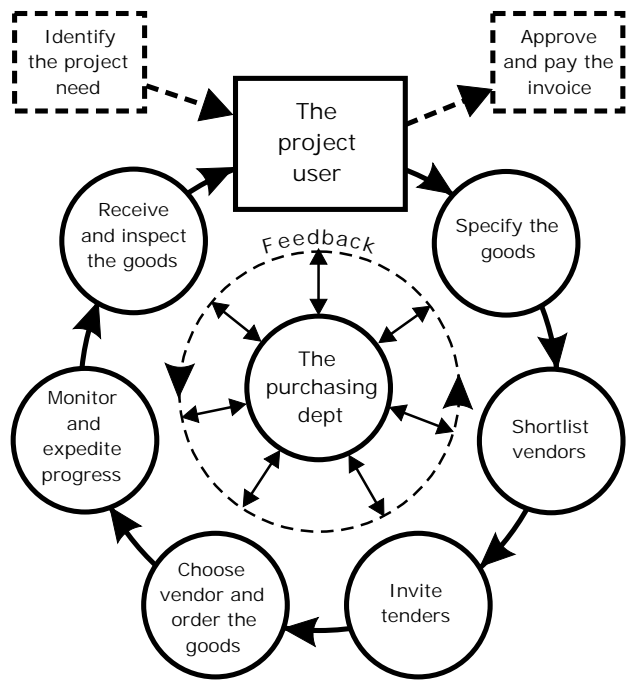 Identify
the project
need
Approve
and pay the
invoice
The
project
user
Receive
and inspect
the goods
Specify the
goods
Feedback
The
purchasing
dept
Monitor
and
expedite
progress
Shortlist
vendors
Choose
vendor and
order the
goods
Invite
tenders